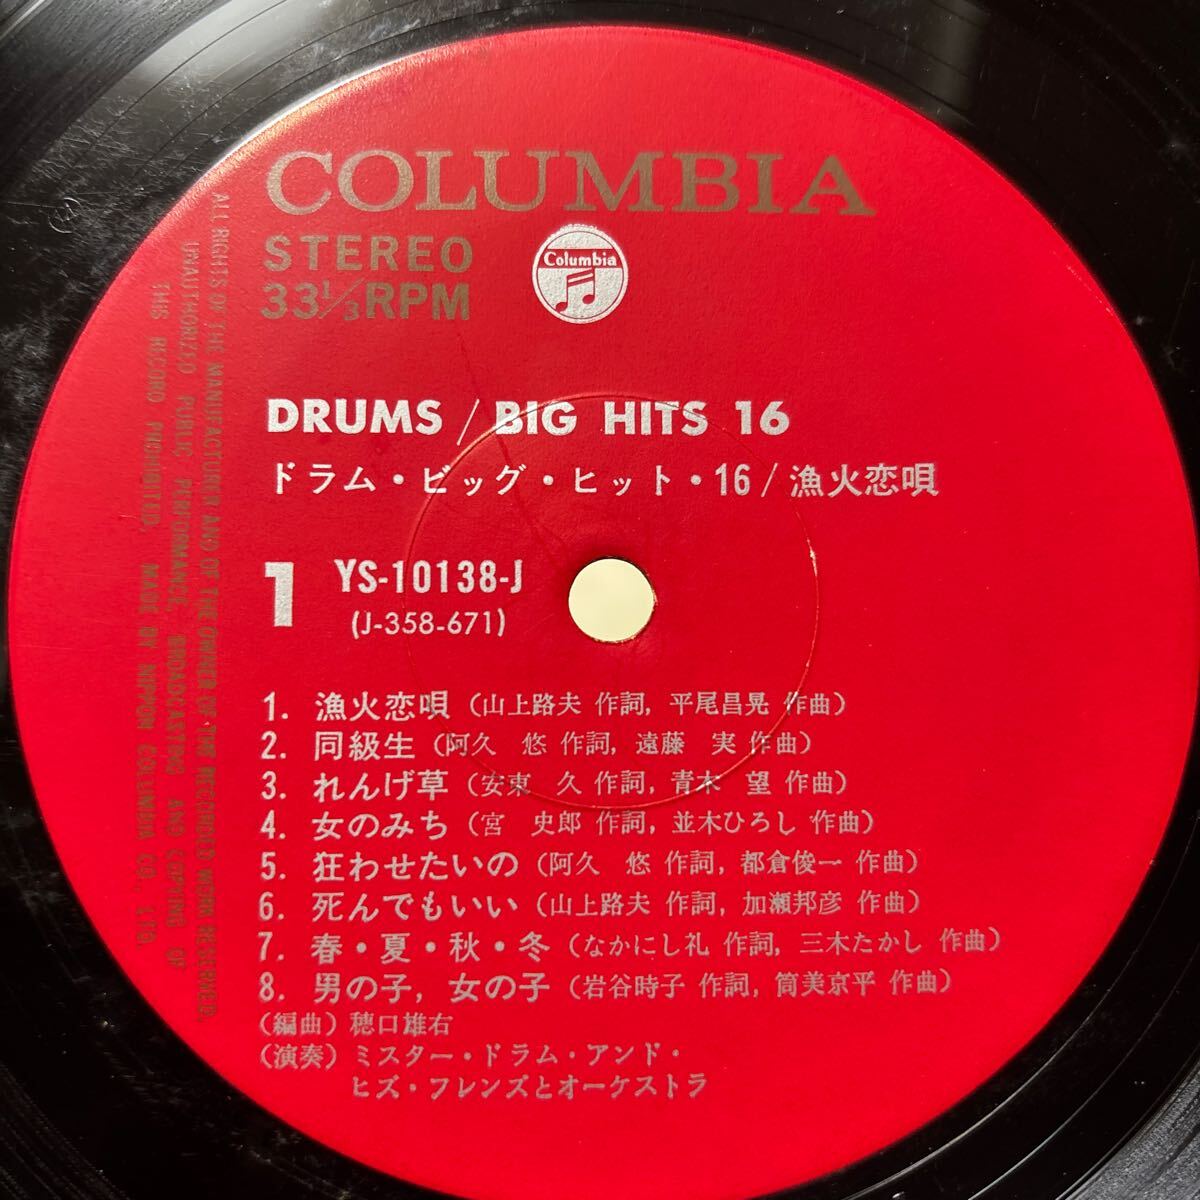 COLUMBIA
STEREO
33 1/3 RPM
Columbia
DRUMS / BIG HITS 16
ドラム・ビッグ・ヒット・16 / 漁火恋唄
1 YS-10138-J
(J-358-671)
1. 漁火恋唄 (山上路夫 作詞, 平尾昌晃 作曲)
2. 同級生 (阿久 悠 作詞, 遠藤 実 作曲)
3. れんげ草 (安東 久 作詞, 青木 望 作曲)
4. 女のみち (宮 史郎 作詞, 並木ひろし 作曲)
5. 狂わせたいの (阿久 悠 作詞, 都倉俊一 作曲)
6. 死んでもいい (山上路夫 作詞, 加瀬邦彦 作曲)
7. 春・夏・秋・冬 (なかにし礼 作詞, 三木たかし 作曲)
8. 男の子, 女の子 (岩谷時子 作詞, 筒美京平 作曲)
(編曲) 穂口雄右
(演奏) ミスター・ドラム・アンド・
ヒズ・フレンズとオーケストラ
ALL RIGHTS OF THE MANUFACTURER AND OF THE OWNER OF THE RECORDED WORK RESERVED.
UNAUTHORIZED PUBLIC PERFORMANCE, BROADCASTING AND COPYING OF
THIS RECORD PROHIBITED. MADE BY NIPPON COLUMBIA CO., LTD.